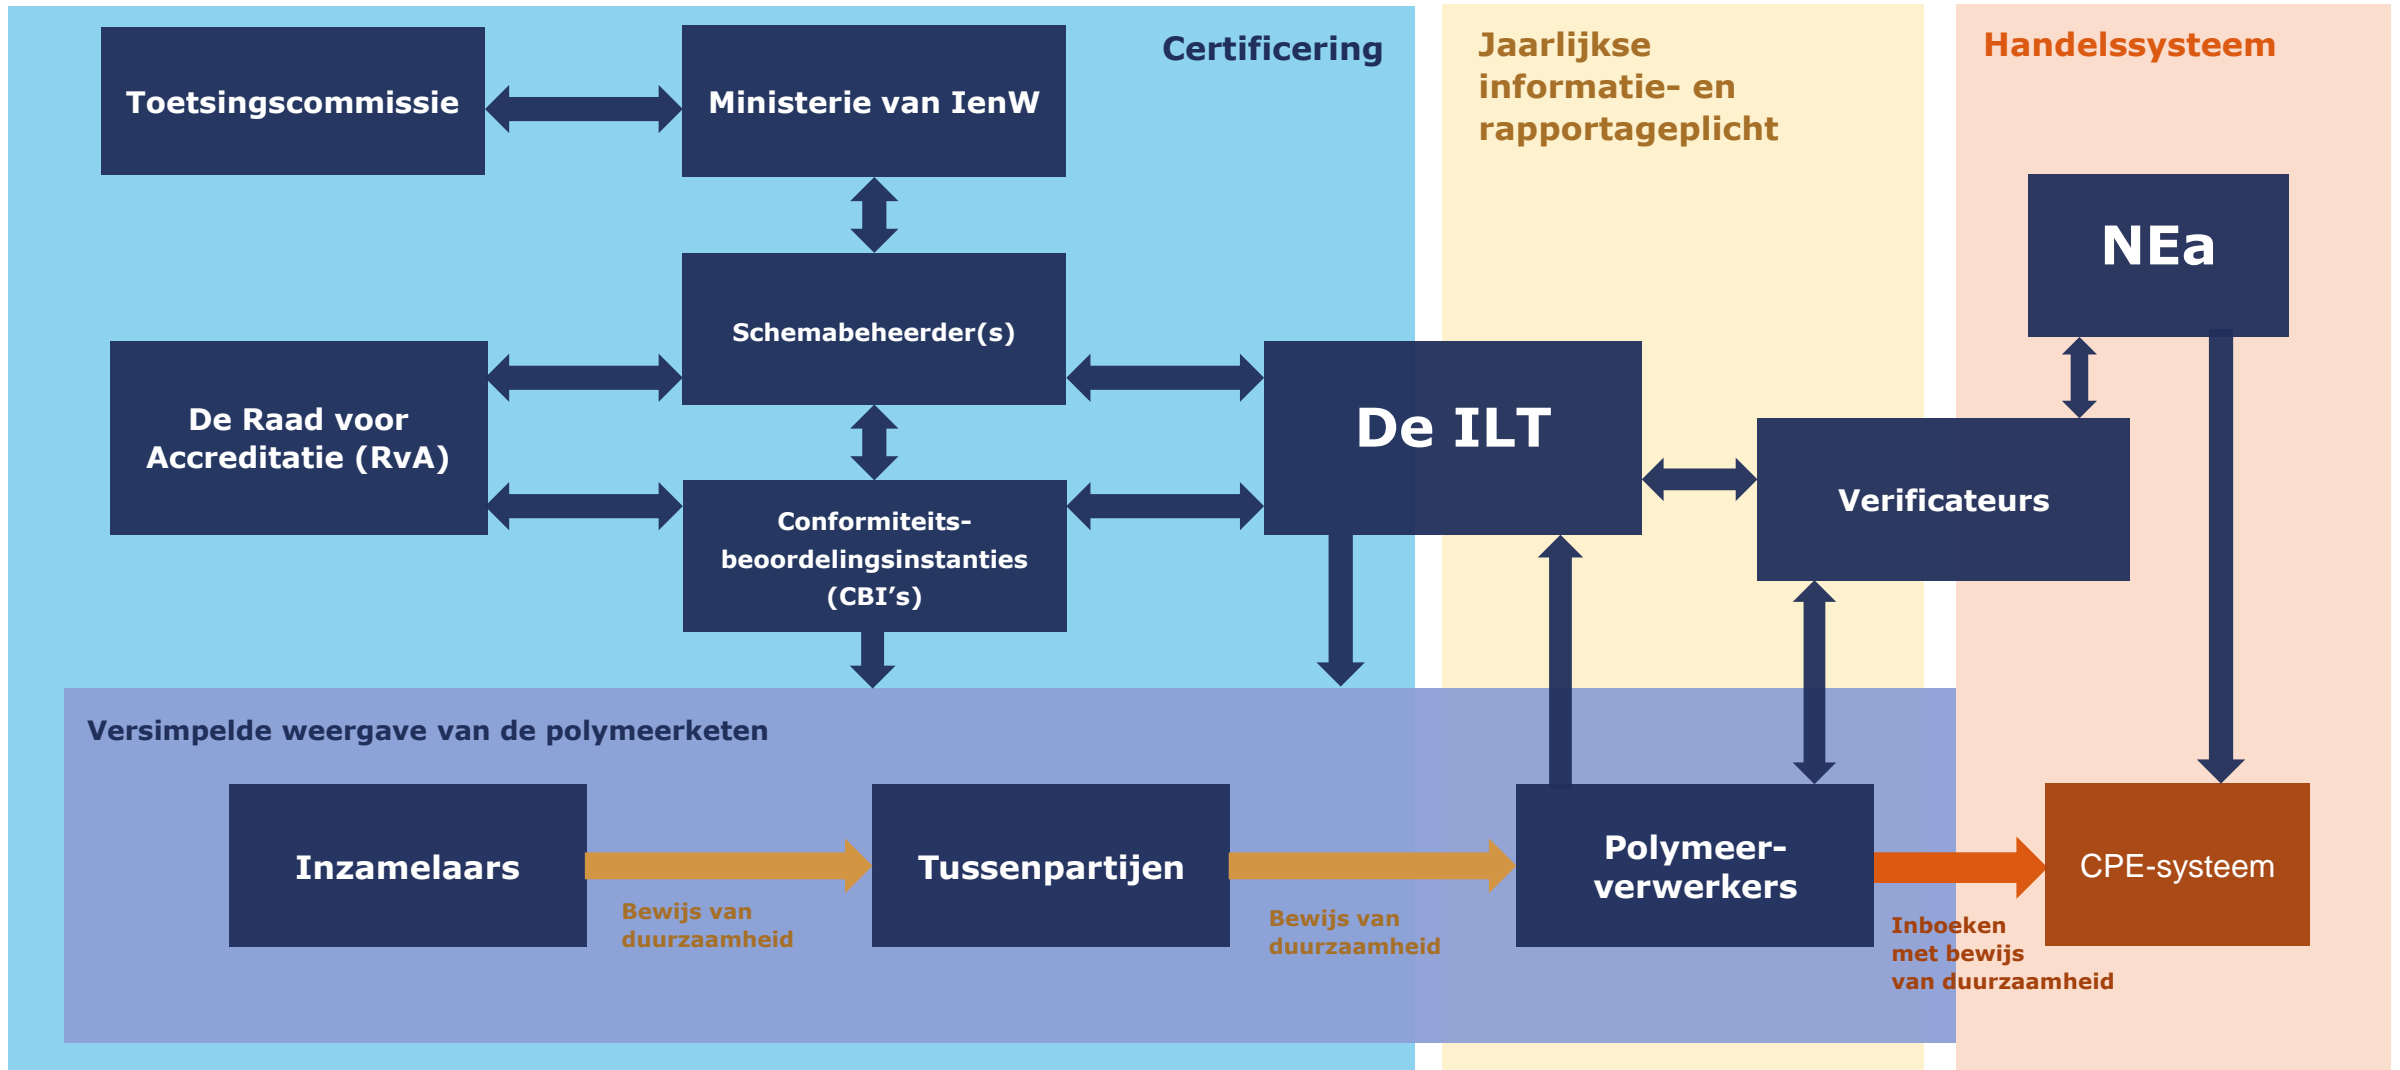 Certificering
Jaarlijkse
informatie- en
rapportageplicht
Handelssysteem
Toetsingscommissie
Ministerie van IenW
NEa
Schemabeheerder(s)
De Raad voor
Accreditatie (RvA)
De ILT
Verificateurs
Conformiteits-
beoordelingsinstanties
(CBI’s)
Versimpelde weergave van de polymeerketen
Inzamelaars
Bewijs van
duurzaamheid
Tussenpartijen
Bewijs van
duurzaamheid
Polymeer-
verwerkers
Inboeken
met bewijs
van duurzaamheid
CPE-systeem